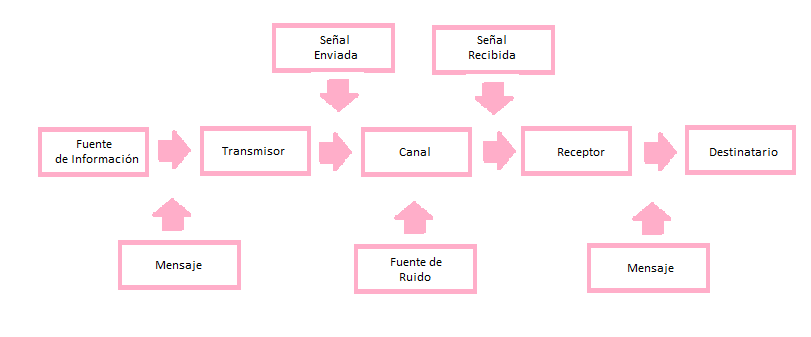 Señal
Enviada
Señal
Recibida
Fuente
de Información
Transmisor
Canal
Receptor
Destinatario
Mensaje
Fuente de
Ruido
Mensaje